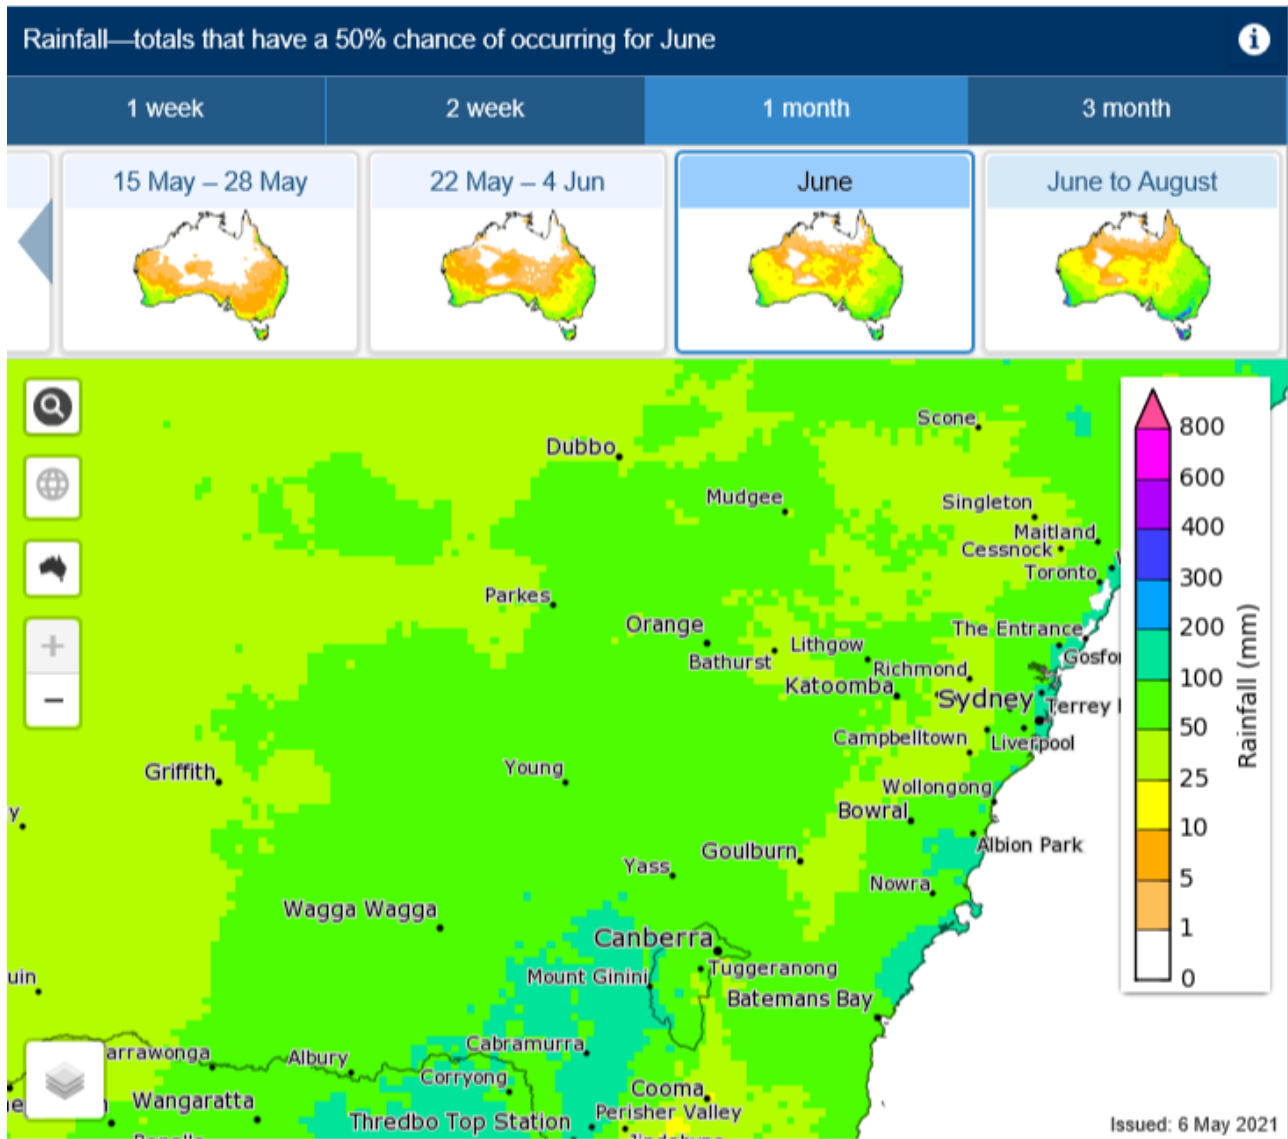 Rainfall—totals that have a 50% chance of occurring for June
1 week
2 week
1 month
3 month
15 May – 28 May
22 May – 4 Jun
June
June to August
Scone
Dubbo
Mudgee
Singleton
Maitland
Cessnock
Toronto
Parkes
Orange
The Entrance
Lithgow
Gosfo
Bathurst
Richmond
Katoomba
Sydney
Terrey
Campbelltown
Liverpool
Griffith
Young
Wollongong
Bowral
Albion Park
Goulburn
Yass
Nowra
Wagga Wagga
Canberra
Tuggeranong
Mount Ginini
uin
Batemans Bay
Cabramurra
arrawonga
Albury
Corryong
Cooma
Wangaratta
Perisher Valley
Thredbo Top Station
800
600
400
300
200
100
50
25
10
5
1
0
Rainfall (mm)
Issued: 6 May 2021